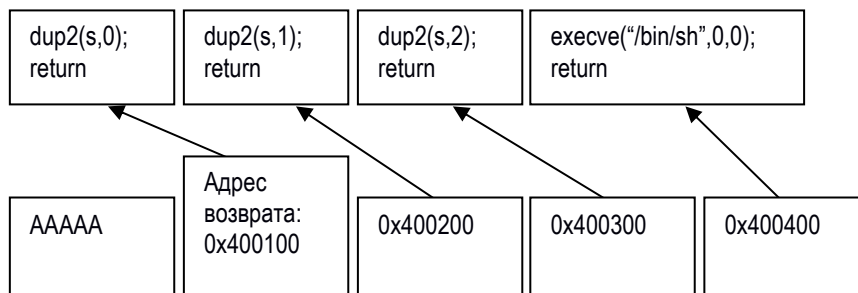 dup2(s,0);
return
dup2(s,1);
return
dup2(s,2);
return
execve(“/bin/sh”,0,0);
return
AAAAA
Адрес
возврата:
0x400100
0x400200
0x400300
0x400400